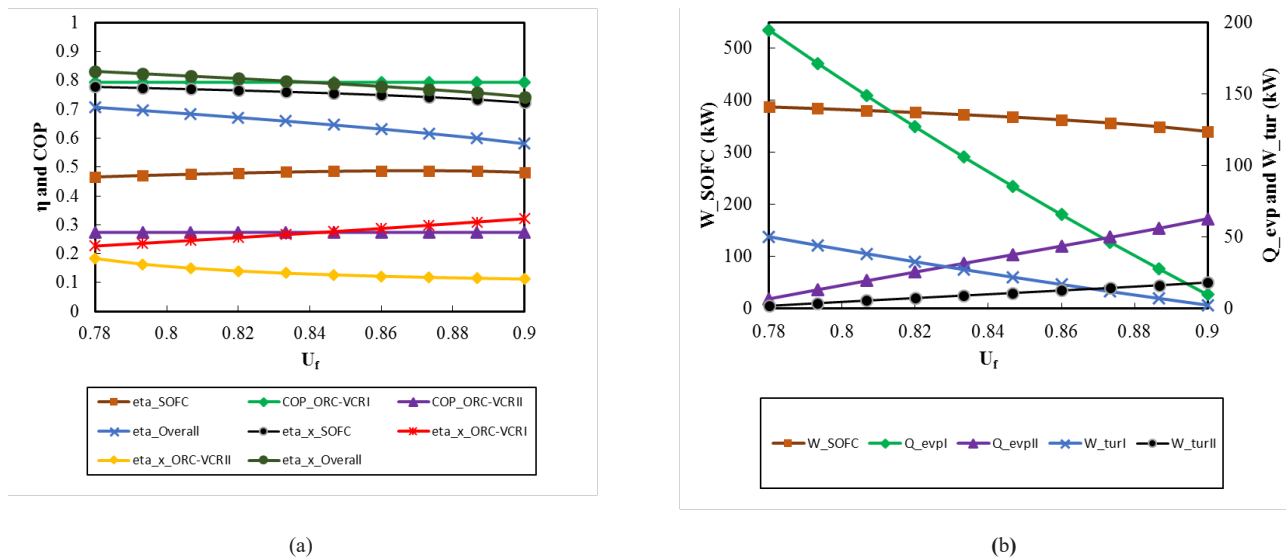 1
0.9
0.8
0.7
0.6
0.5
0.4
0.3
0.2
0.1
0
η and COP
0.78 0.8 0.82 0.84 0.86 0.88 0.9
U_f
eta_SOFC COP_ORC-VCRI COP_ORC-VCRII
eta_Overall eta_x_SOFC eta_x_ORC-VCRI
eta_x_ORC-VCRII eta_x_Overall
(a)
500
400
300
200
100
0
W_SOFC (kW)
200
150
100
50
0
Q_evp and W_tur (kW)
0.78 0.8 0.82 0.84 0.86 0.88 0.9
U_f
W_SOFC Q_evpI Q_evpII W_turI W_turII
(b)